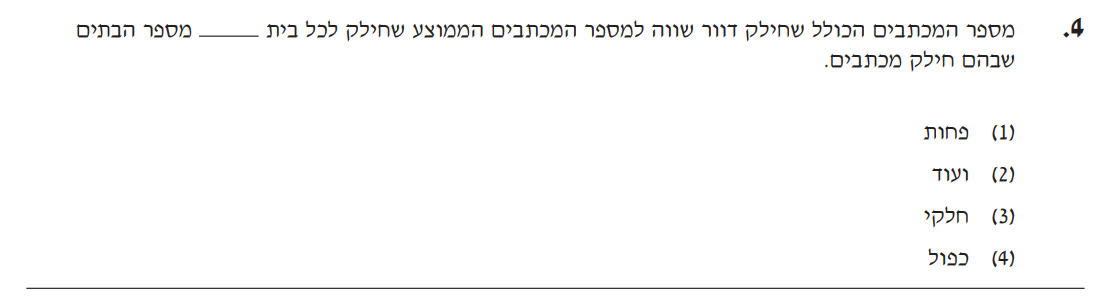 4. מספר המכתבים הכולל שחילק דוור שווה למספר המכתבים הממוצע שחילק לכל בית _____ מספר הבתים
שבהם חילק מכתבים.
(1) פחות
(2) ועוד
(3) חלקי
(4) כפול